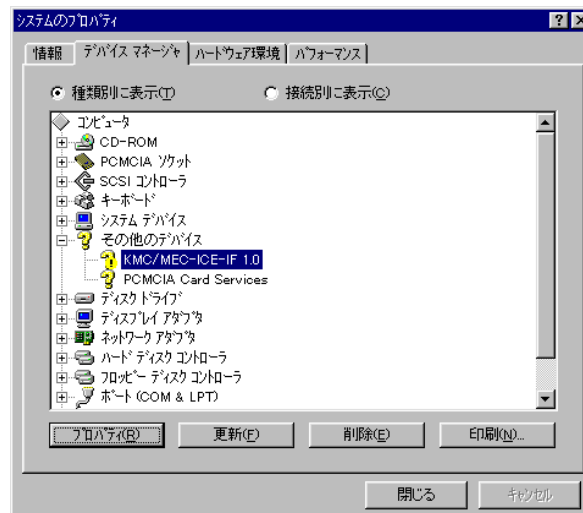 システムのプロパティ
情報 デバイス マネージャ ハードウェア環境 パフォーマンス
種類別に表示(T) 接続別に表示(C)
コンピュータ
CD-ROM
PCMCIA ソケット
SCSI コントローラ
キーボード
システム デバイス
その他のデバイス
KMC/MEC-ICE-IF 1.0
PCMCIA Card Services
ディスク ドライブ
ディスプレイ アダプタ
ネットワーク アダプタ
ハード ディスク コントローラ
フロッピー ディスク コントローラ
ポート (COM & LPT)
プロパティ(R) 更新(F) 削除(E) 印刷(N)...
閉じる キャンセル